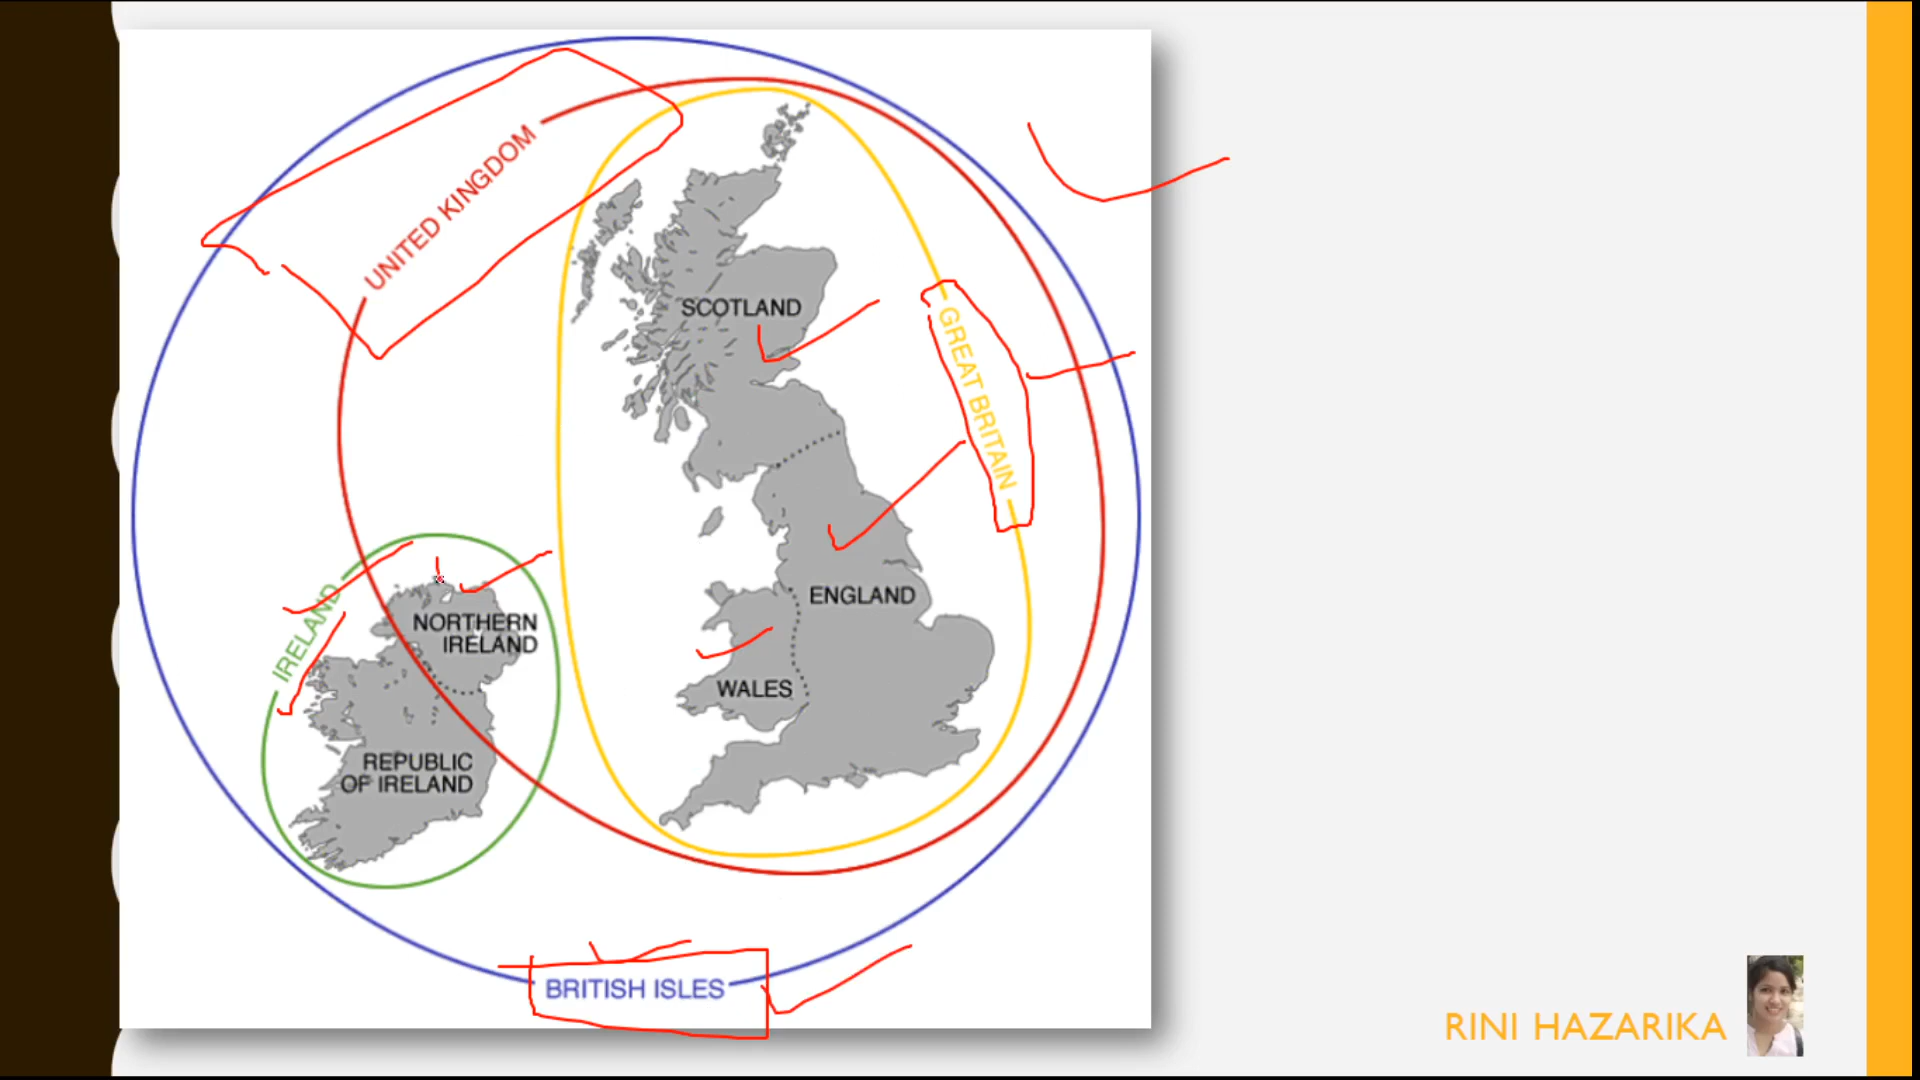 UNITED KINGDOM
SCOTLAND
GREAT BRITAIN
ENGLAND
IRELAND
NORTHERN
IRELAND
WALES
REPUBLIC
OF IRELAND
BRITISH ISLES
RINI HAZARIKA